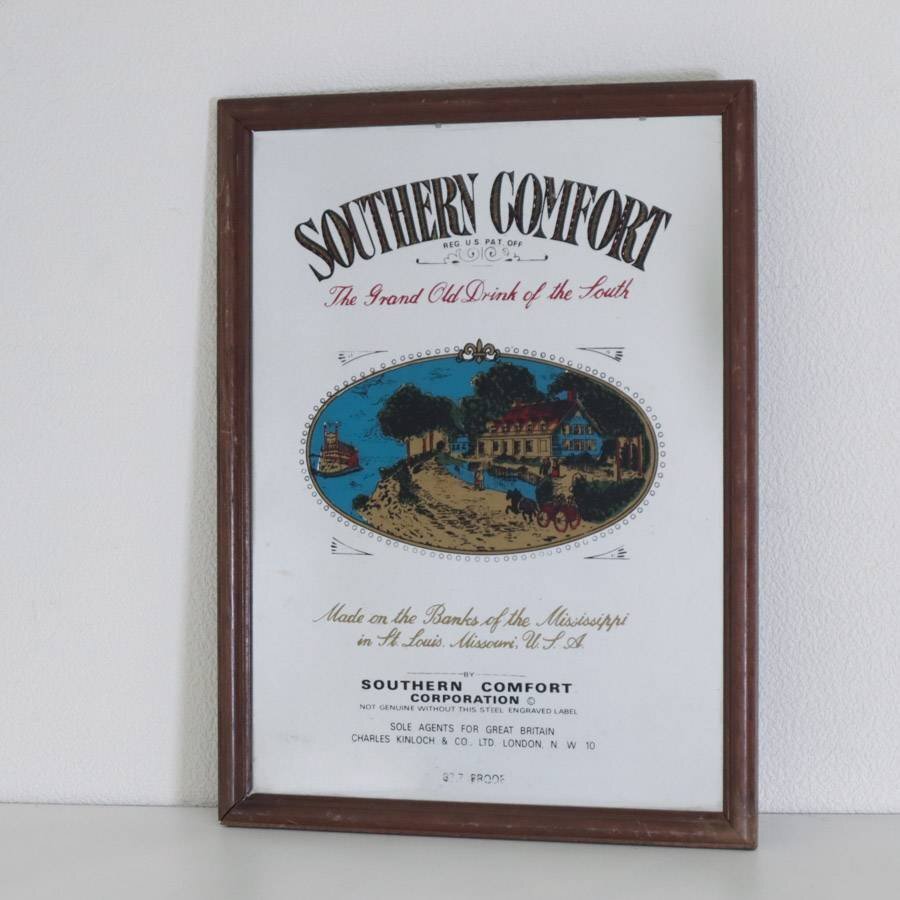 SOUTHERN COMFORT
REG. U.S. PAT. OFF
The Grand Old Drink of the South
Made on the Banks of the Mississippi
in St. Louis, Missouri, U.S.A.
BY
SOUTHERN COMFORT
CORPORATION ©
NOT GENUINE WITHOUT THIS STEEL ENGRAVED LABEL
SOLE AGENTS FOR GREAT BRITAIN
CHARLES KINLOCH & CO., LTD. LONDON, N W 10
PROOF